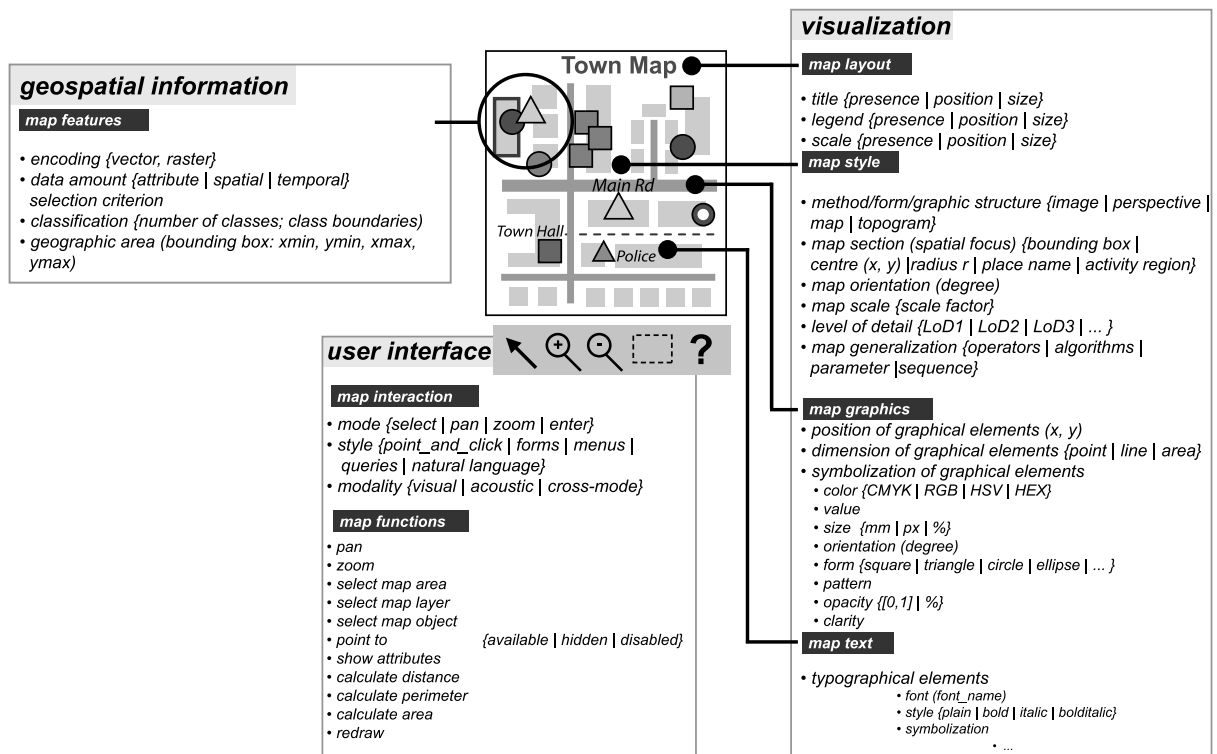 geospatial information
map features
• encoding {vector, raster}
• data amount {attribute | spatial | temporal}
selection criterion
• classification {number of classes; class boundaries)
• geographic area (bounding box: xmin, ymin, xmax,
ymax)
Town Map
Main Rd
Town Hall
Police
user interface
+
-
?
map interaction
• mode {select | pan | zoom | enter}
• style {point_and_click | forms | menus |
queries | natural language}
• modality {visual | acoustic | cross-mode}
map functions
• pan
• zoom
• select map area
• select map layer
• select map object
• point to {available | hidden | disabled}
• show attributes
• calculate distance
• calculate perimeter
• calculate area
• redraw
visualization
map layout
• title {presence | position | size}
• legend {presence | position | size}
• scale {presence | position | size}
map style
• method/form/graphic structure {image | perspective |
map | topogram}
• map section (spatial focus) {bounding box |
centre (x, y) |radius r | place name | activity region}
• map orientation (degree)
• map scale {scale factor}
• level of detail {LoD1 | LoD2 | LoD3 | ... }
• map generalization {operators | algorithms |
parameter |sequence}
map graphics
• position of graphical elements (x, y)
• dimension of graphical elements {point | line | area}
• symbolization of graphical elements
• color {CMYK | RGB | HSV | HEX}
• value
• size {mm | px | %}
• orientation (degree)
• form {square | triangle | circle | ellipse | ... }
• pattern
• opacity {[0,1] | %}
• clarity
map text
• typographical elements
• font (font_name)
• style {plain | bold | italic | bolditalic}
• symbolization
• ...